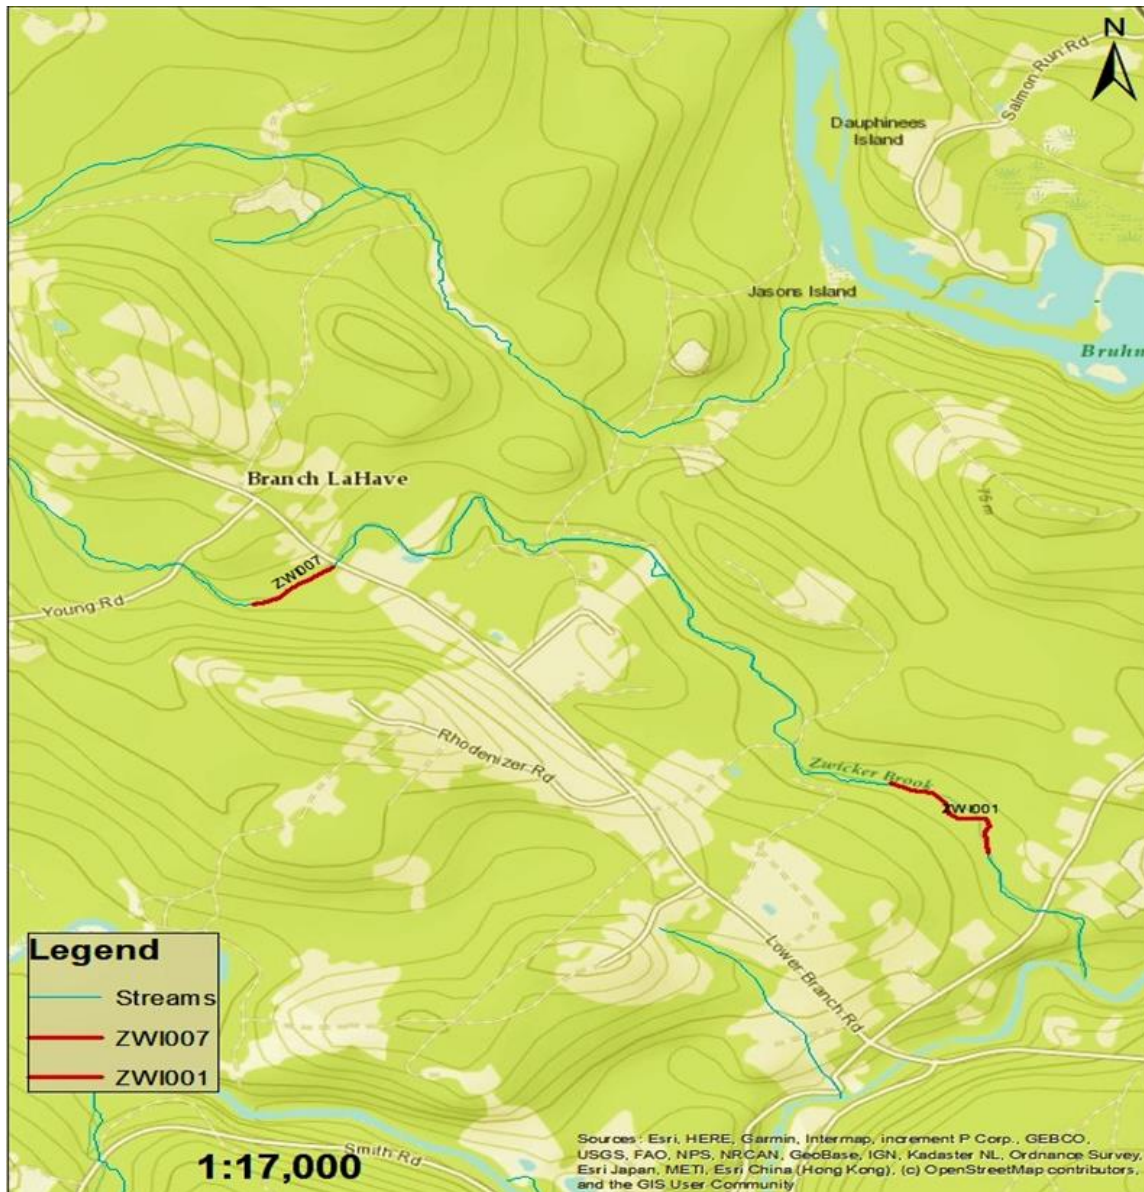 N
Salmon Run Rd
Dauphinees
Island
Jasons Island
Bruhn
Branch LaHave
75 m
ZWI007
Young Rd
Rhodenizer Rd
Zwicker Brook
ZWI001
Lower Branch Rd
Legend
Streams
ZWI007
ZWI001
Smith Rd
1:17,000
Sources: Esri, HERE, Garmin, Intermap, increment P Corp., GEBCO,
USGS, FAO, NPS, NRCAN, GeoBase, IGN, Kadaster NL, Ordnance Survey,
Esri Japan, METI, Esri China (Hong Kong), (c) OpenStreetMap contributors,
and the GIS User Community